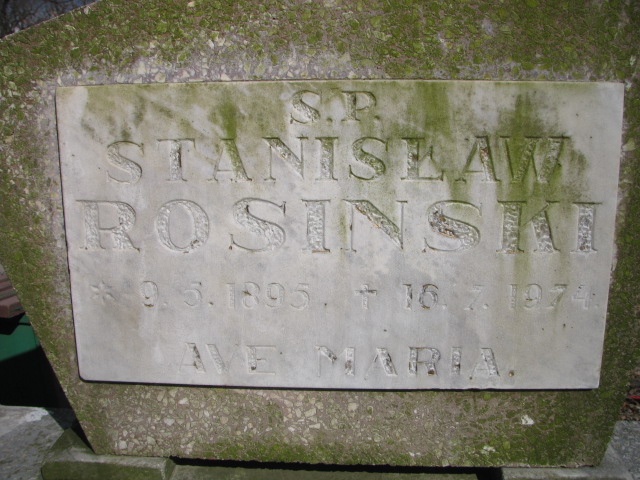 S.P.
STANISŁAW
ROSINSKI
* 9. 5. 1895. ✝ 16. 7. 1974.
AVE MARIA.